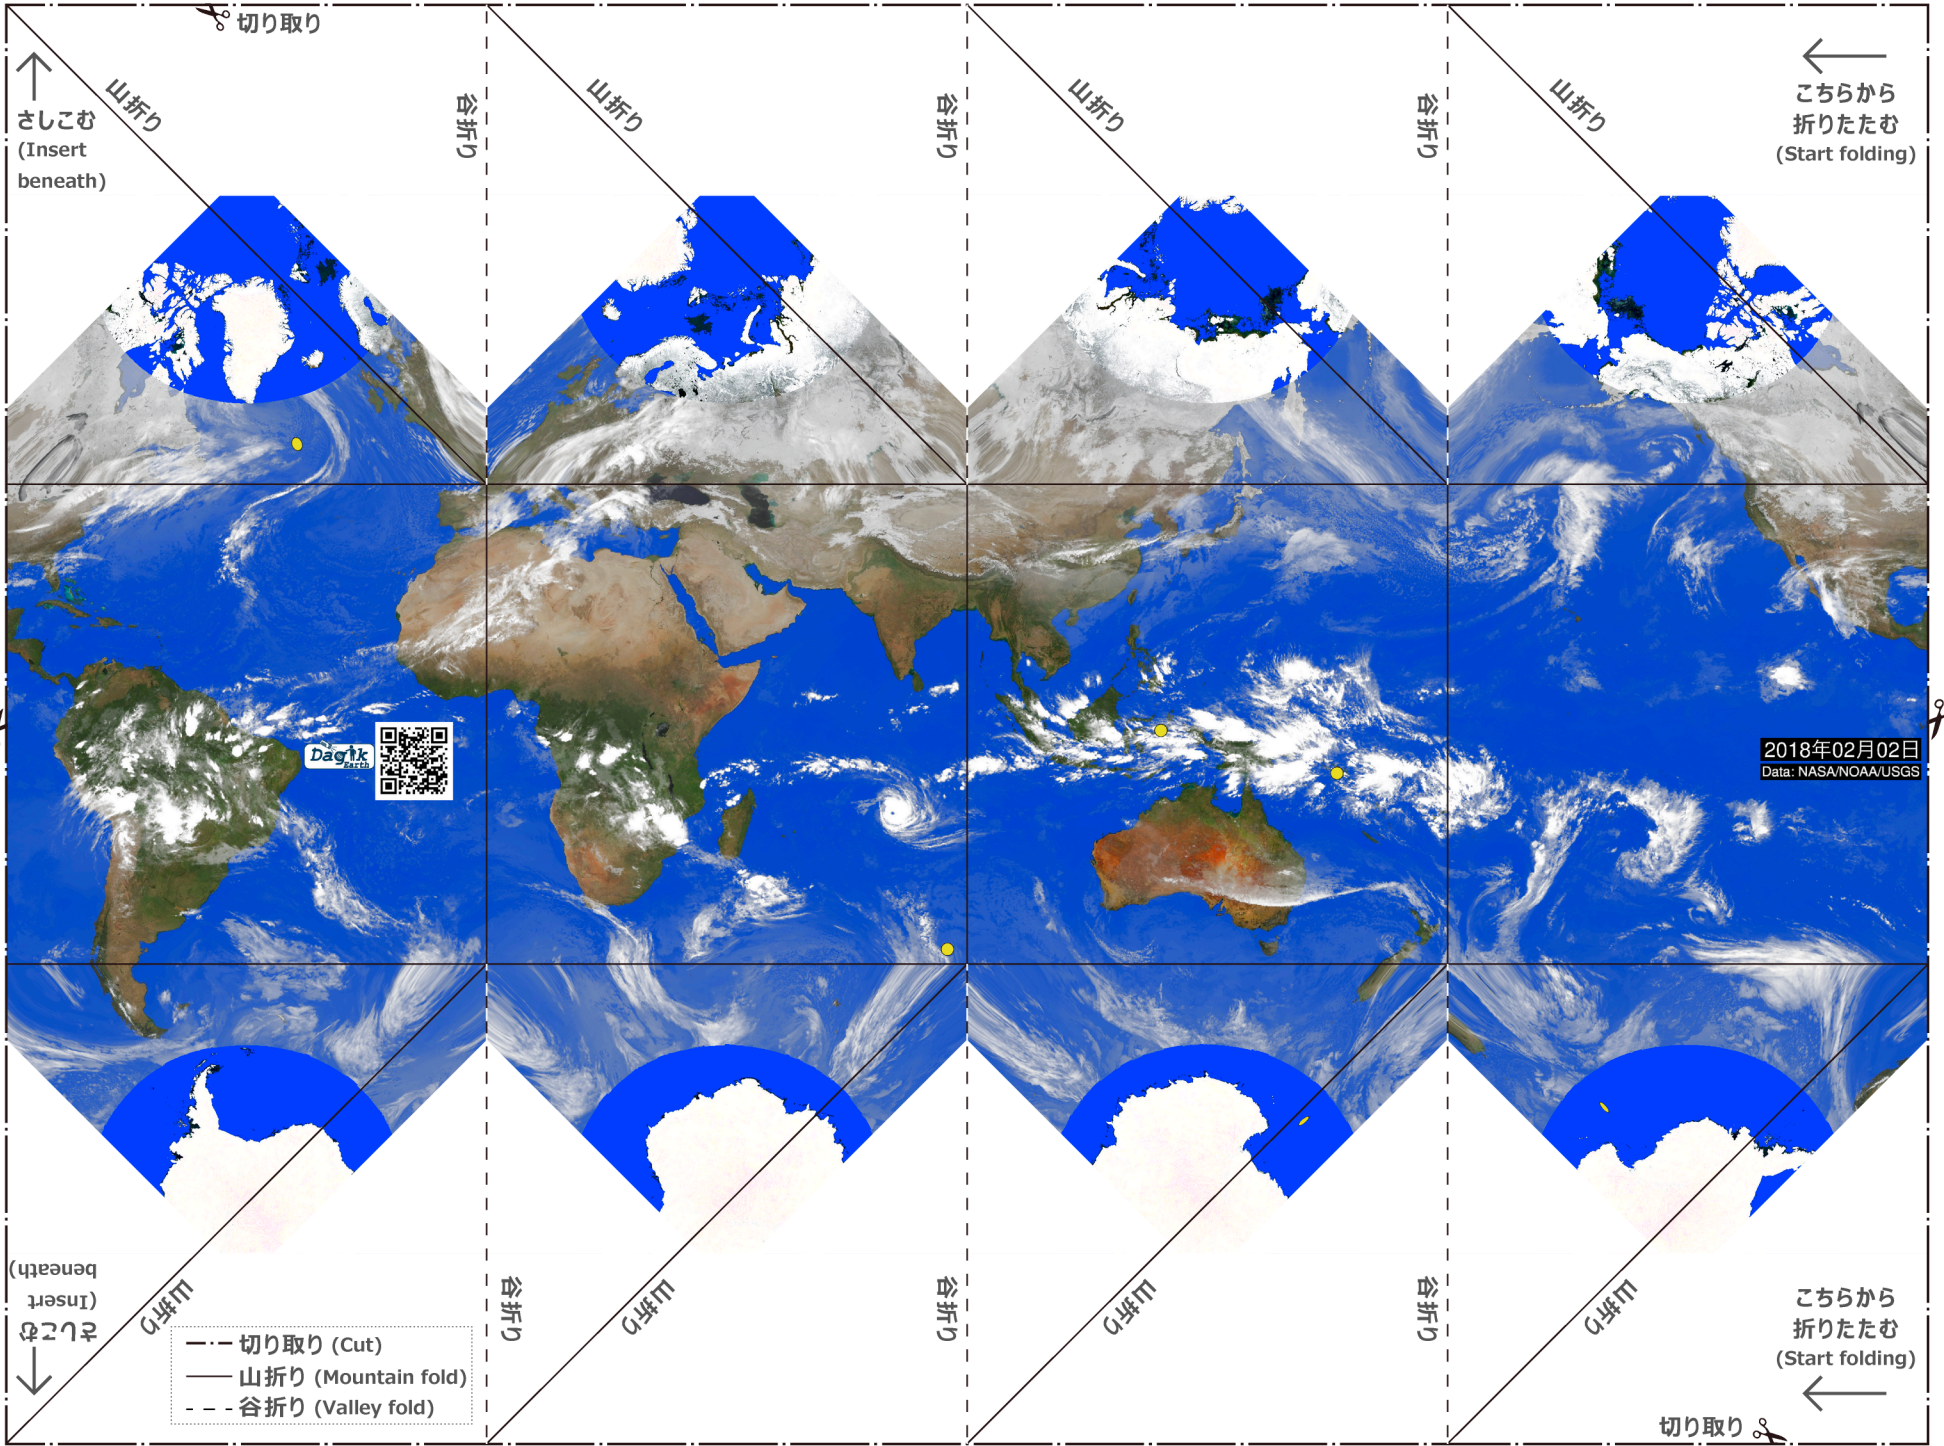 切り取り
山折り
谷折り
山折り
谷折り
山折り
谷折り
山折り
さしこむ
(Insert
beneath)
こちらから
折りたたむ
(Start folding)
Dagik
Earth
2018年02月02日
Data: NASA/NOAA/USGS
さしこむ
(Insert
beneath)
山折り
谷折り
山折り
谷折り
山折り
谷折り
山折り
切り取り (Cut)
山折り (Mountain fold)
谷折り (Valley fold)
こちらから
折りたたむ
(Start folding)
切り取り